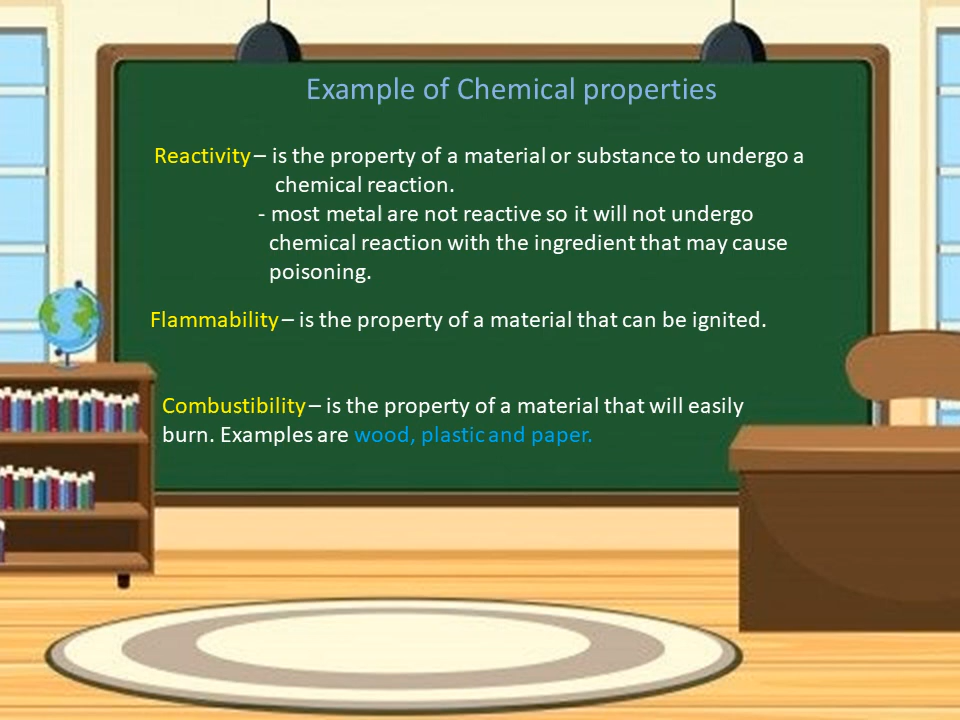 Example of Chemical properties
Reactivity – is the property of a material or substance to undergo a
chemical reaction.
- most metal are not reactive so it will not undergo
chemical reaction with the ingredient that may cause
poisoning.
Flammability – is the property of a material that can be ignited.
Combustibility – is the property of a material that will easily
burn. Examples are wood, plastic and paper.